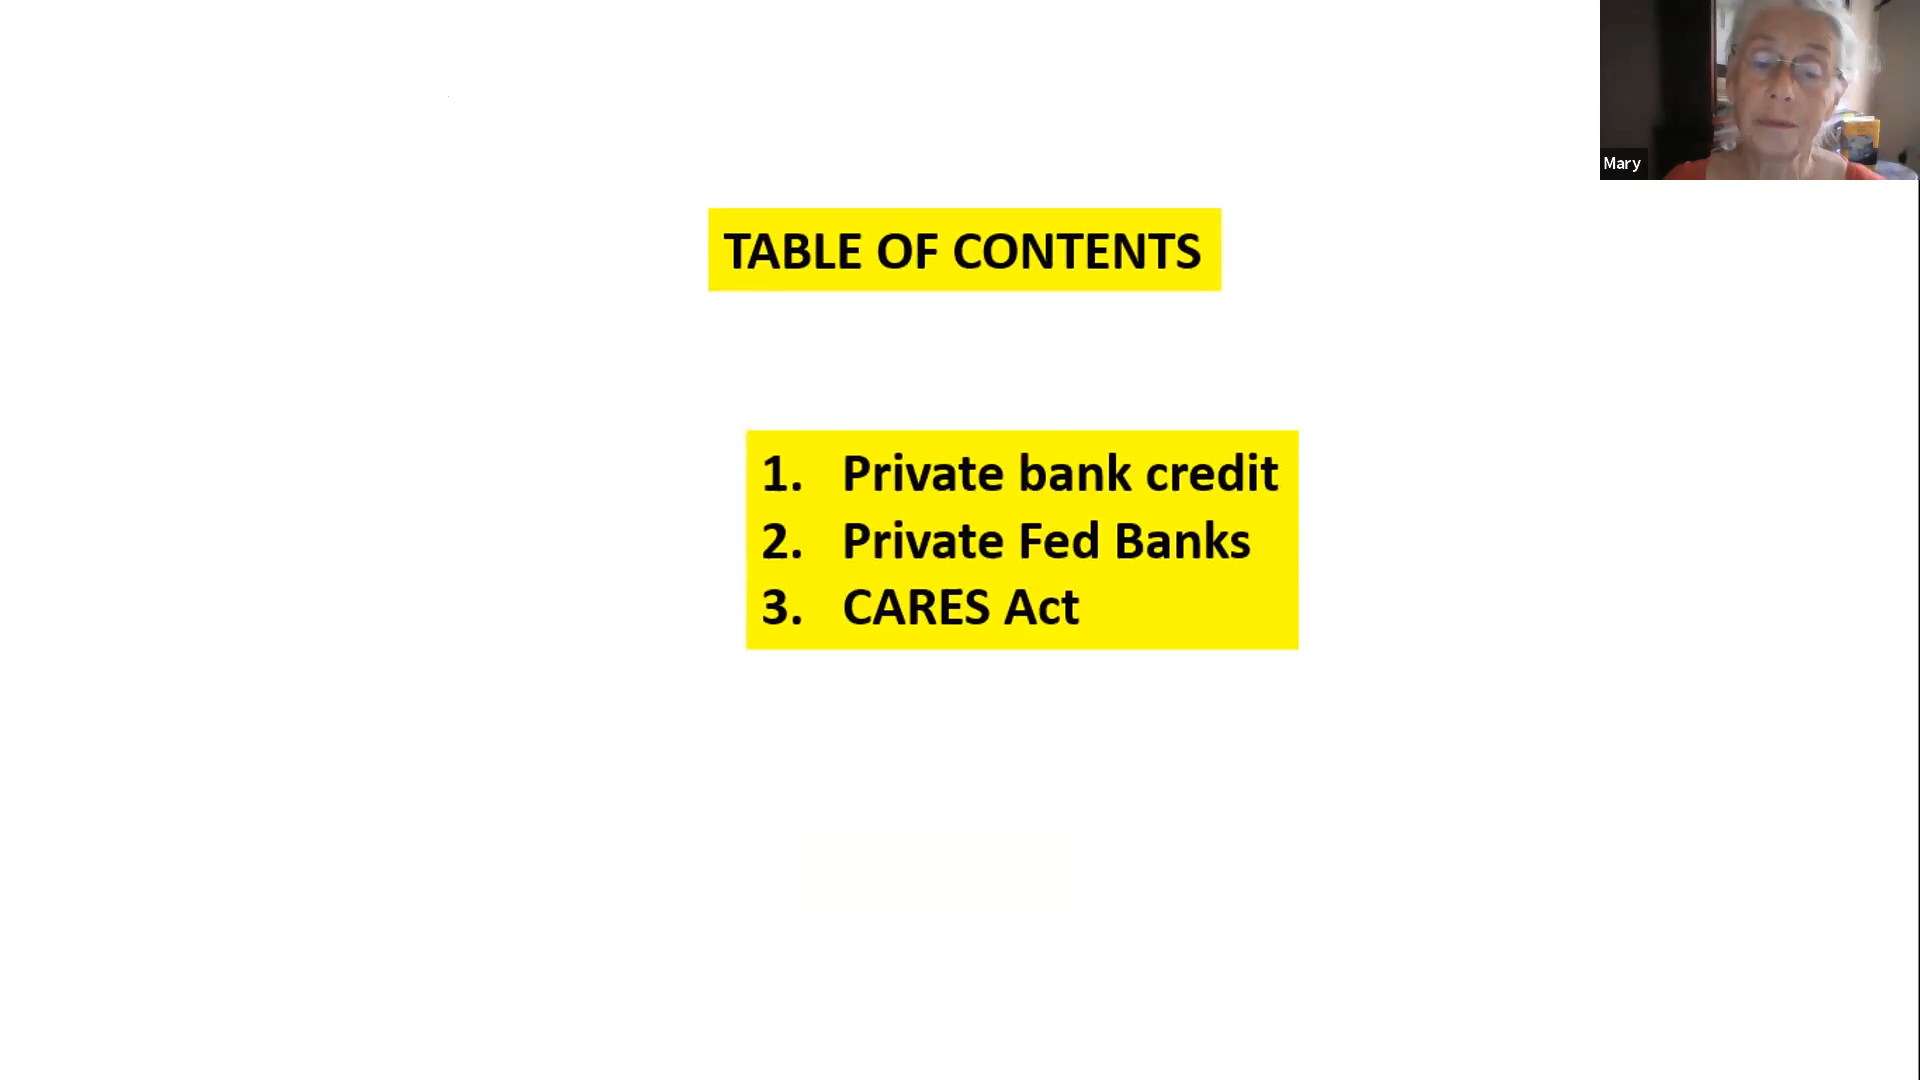 Mary
TABLE OF CONTENTS
1. Private bank credit
2. Private Fed Banks
3. CARES Act